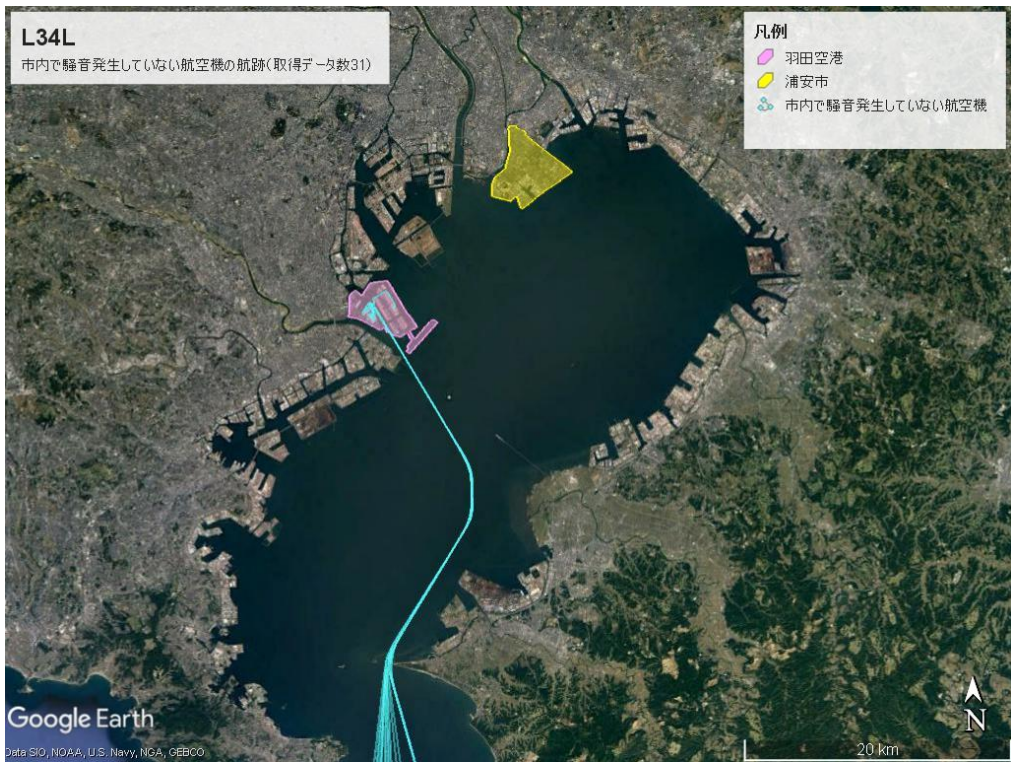 L34L
市内で騒音発生していない航空機の航跡(取得データ数31)
凡例
羽田空港
浦安市
市内で騒音発生していない航空機
N
Google Earth
Data SIO, NOAA, U.S. Navy, NGA, GEBCO
20 km